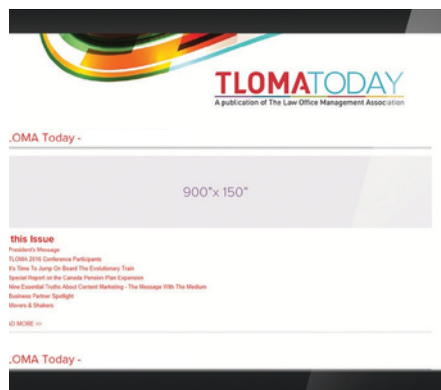 TLOMATODAY
A publication of The Law Office Management Association
LOMA Today -
900"x 150"
this Issue
President's Message
TLOMA 2016 Conference Participants
It's Time To Jump On Board The Evolutionary Train
Special Report on the Canada Pension Plan Expansion
Nine Essential Truths About Content Marketing - The Message With The Medium
Business Partner Spotlight
Movers & Shakers
AD MORE >>
LOMA Today -